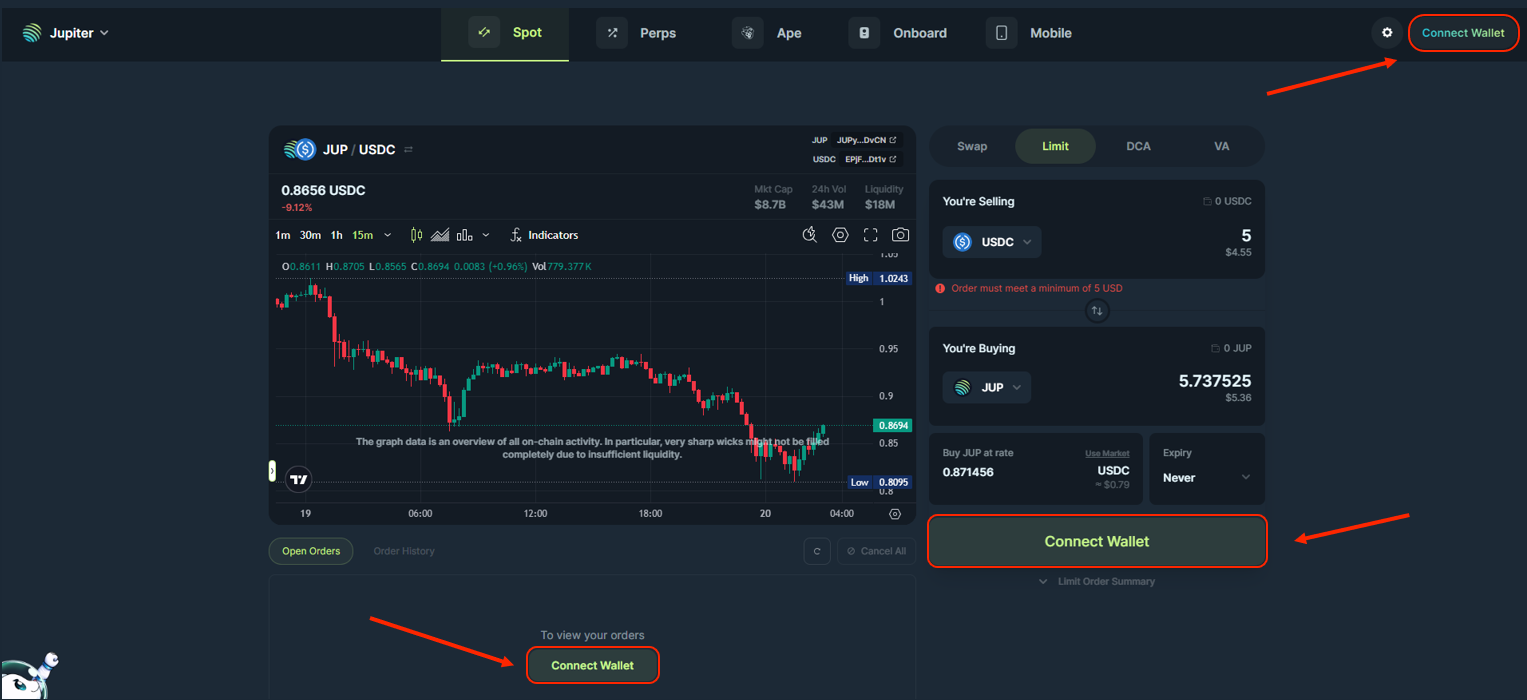 Jupiter
Spot
Perps
Ape
Onboard
Mobile
Connect Wallet
JUP / USDC
JUP JUPy...DvCN
USDC EPjF...Dt1v
0.8656 USDC
-9.12%
Mkt Cap
$8.7B
24h Vol
$43M
Liquidity
$18M
1m 30m 1h 15m
Indicators
O0.8611 H0.8705 L0.8565 C0.8694 0.0083 (+0.96%) Vol779.377K
1.05
High 1.0243
1
0.95
0.9
0.8694
0.85
The graph data is an overview of all on-chain activity. In particular, very sharp wicks might not be filled
completely due to insufficient liquidity.
Low 0.8095
0.8
19 06:00 12:00 18:00 20 04:00
Open Orders
Order History
Cancel All
To view your orders
Connect Wallet
Swap
Limit
DCA
VA
You're Selling
0 USDC
USDC
5
$4.55
Order must meet a minimum of 5 USD
You're Buying
0 JUP
JUP
5.737525
$5.36
Buy JUP at rate
Use Market
0.871456
USDC
≈ $0.79
Expiry
Never
Connect Wallet
Limit Order Summary